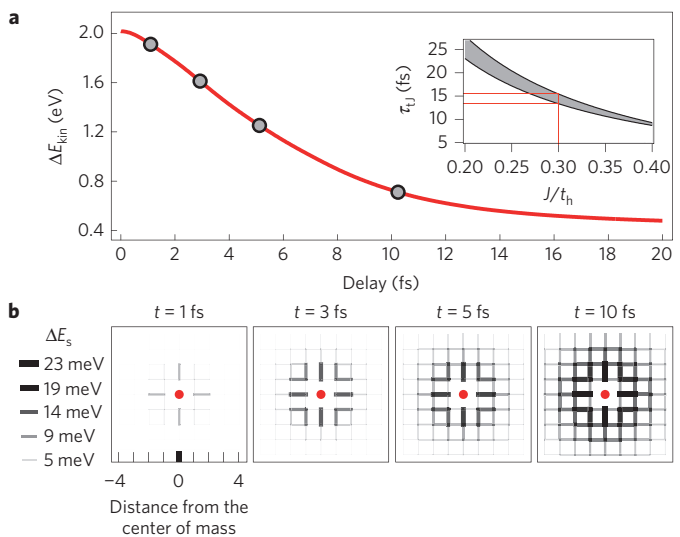 a
2.0
1.6
1.2
0.8
0.4
ΔE_kin (eV)
0 2 4 6 8 10 12 14 16 18 20
Delay (fs)
25
20
15
10
5
τ_tJ (fs)
0.20 0.25 0.30 0.35 0.40
J/t_h
b
t = 1 fs t = 3 fs t = 5 fs t = 10 fs
ΔE_s
23 meV
19 meV
14 meV
9 meV
5 meV
−4 0 4
Distance from the
center of mass